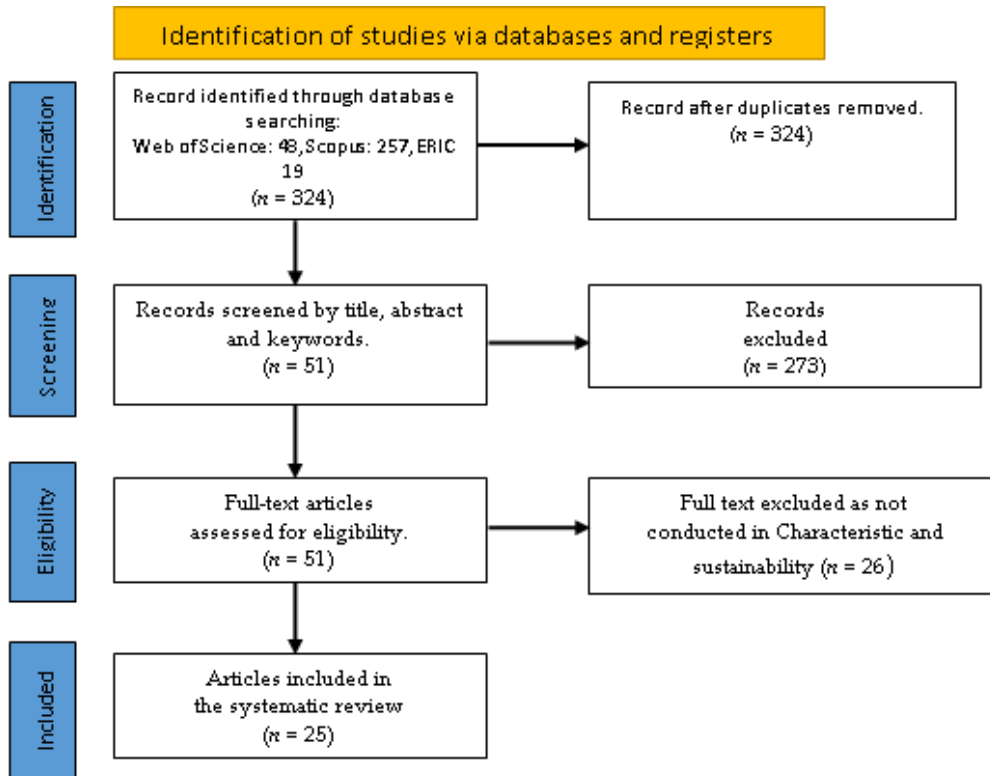 Identification of studies via databases and registers
Identification
Record identified through database
searching:
Web of Science: 48, Scopus: 257, ERIC
19
(n = 324)
Record after duplicates removed.
(n = 324)
Screening
Records screened by title, abstract
and keywords.
(n = 51)
Records
excluded
(n = 273)
Eligibility
Full-text articles
assessed for eligibility.
(n = 51)
Full text excluded as not
conducted in Characteristic and
sustainability (n = 26)
Included
Articles included in
the systematic review
(n = 25)